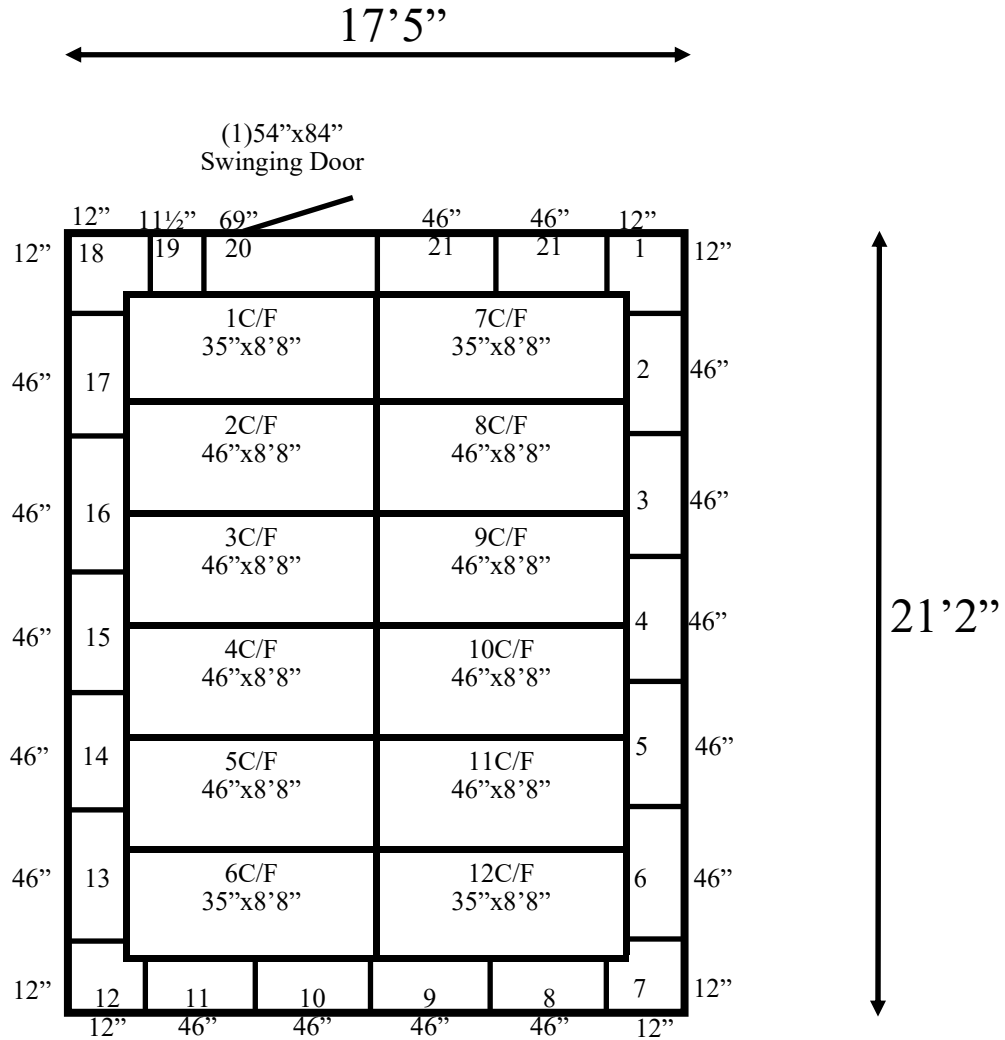 17’5”
(1)54”x84”
Swinging Door
12” 11½” 69” 46” 46” 12”
12” 18 19 20 21 21 1 12”
1C/F 7C/F
35”x8’8” 35”x8’8”
46” 17 2 46”
2C/F 8C/F
46”x8’8” 46”x8’8”
46” 16 3 46”
3C/F 9C/F
46”x8’8” 46”x8’8”
46” 15 4 46” 21’2”
4C/F 10C/F
46”x8’8” 46”x8’8”
46” 14 5 46”
5C/F 11C/F
46”x8’8” 46”x8’8”
46” 13 6 46”
6C/F 12C/F
35”x8’8” 35”x8’8”
12” 12 11 10 9 8 7 12”
12” 46” 46” 46” 46” 12”